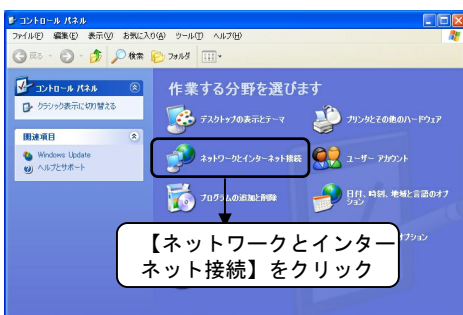 コントロール パネル
ファイル(F) 編集(E) 表示(V) お気に入り(A) ツール(T) ヘルプ(H)
戻る 検索 フォルダ
コントロール パネル
クラシック表示に切り替える
関連項目
Windows Update
ヘルプとサポート
作業する分野を選びます
デスクトップの表示とテーマ
プリンタとその他のハードウェア
ネットワークとインターネット接続
ユーザー アカウント
プログラムの追加と削除
日付、時刻、地域と言語のオプ
ション
オプション
【ネットワークとインター
ネット接続】をクリック